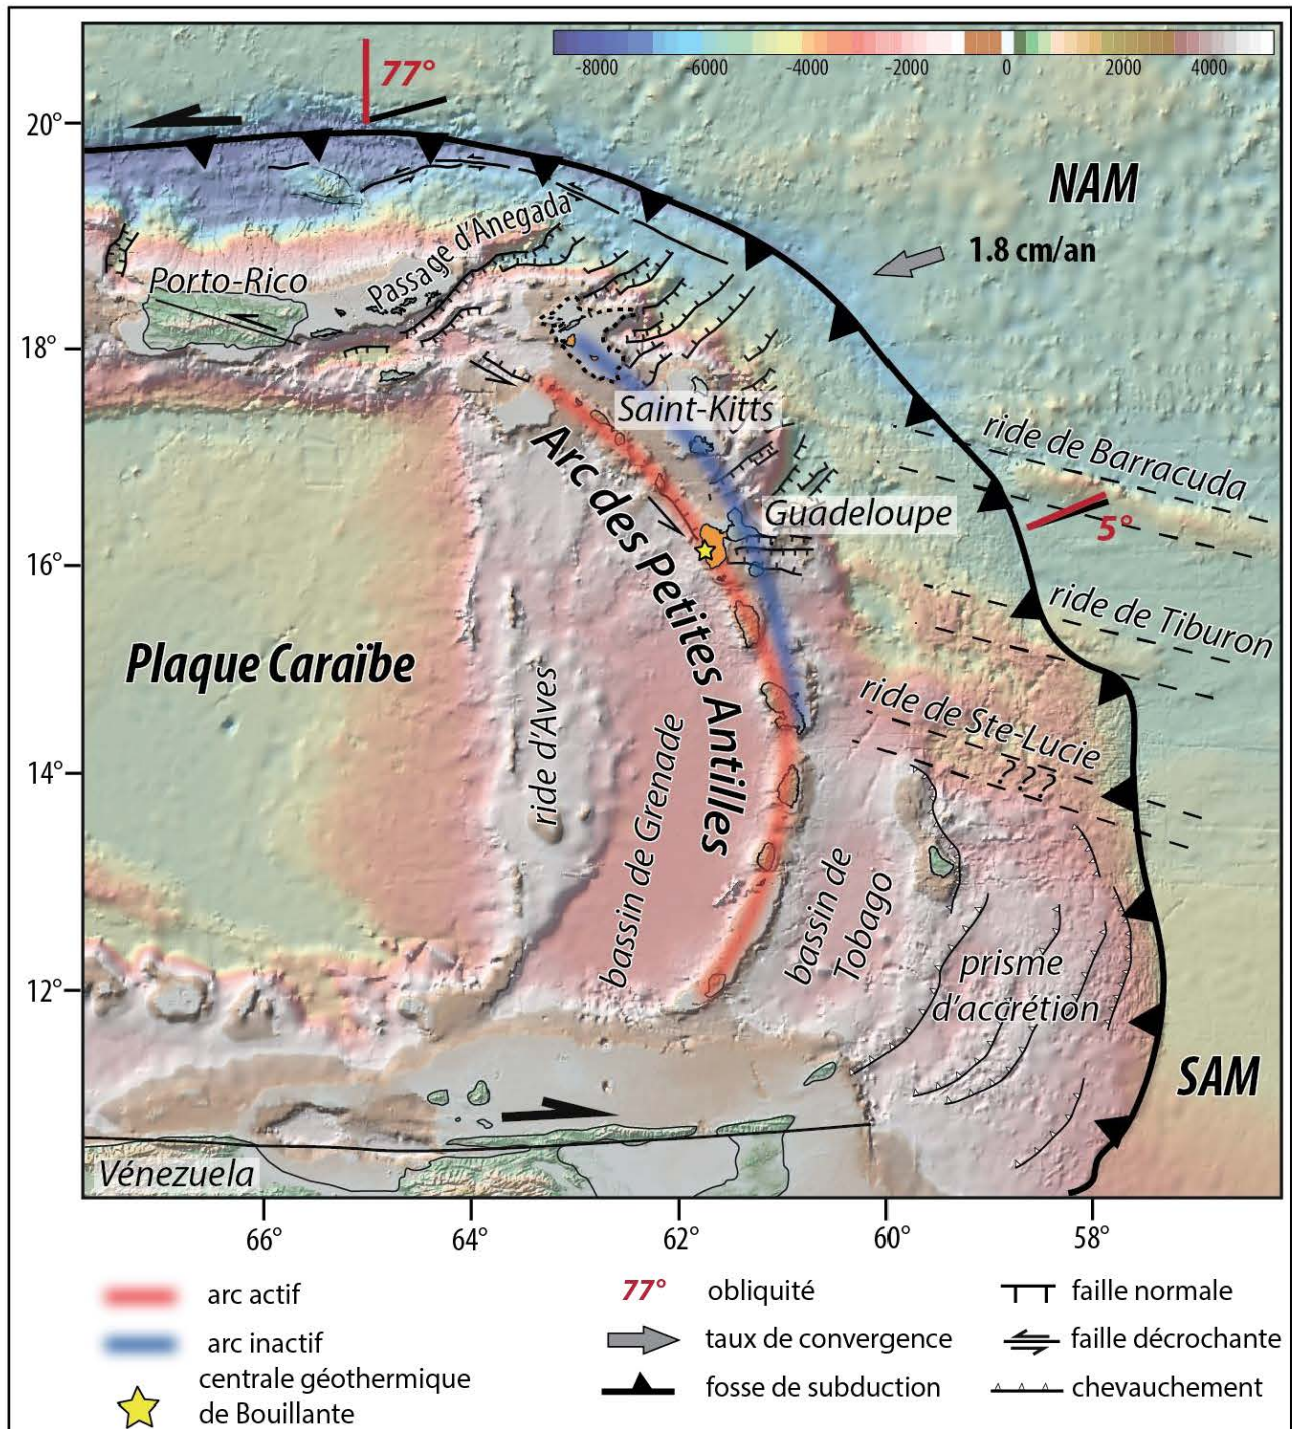 -8000 -6000 -4000 -2000 0 2000 4000
77°
20°
NAM
1.8 cm/an
Passage d'Anegada
Porto-Rico
18°
Saint-Kitts
ride de Barracuda
Arc des Petites Antilles
Guadeloupe
5°
16°
ride de Tiburon
Plaque Caraïbe
ride d'Aves
ride de Ste-Lucie
???
14°
bassin de Grenade
bassin de
Tobago
prisme
d'accrétion
12°
SAM
Vénezuela
66° 64° 62° 60° 58°
arc actif
arc inactif
centrale géothermique
de Bouillante
77° obliquité
taux de convergence
fosse de subduction
faille normale
faille décrochante
chevauchement